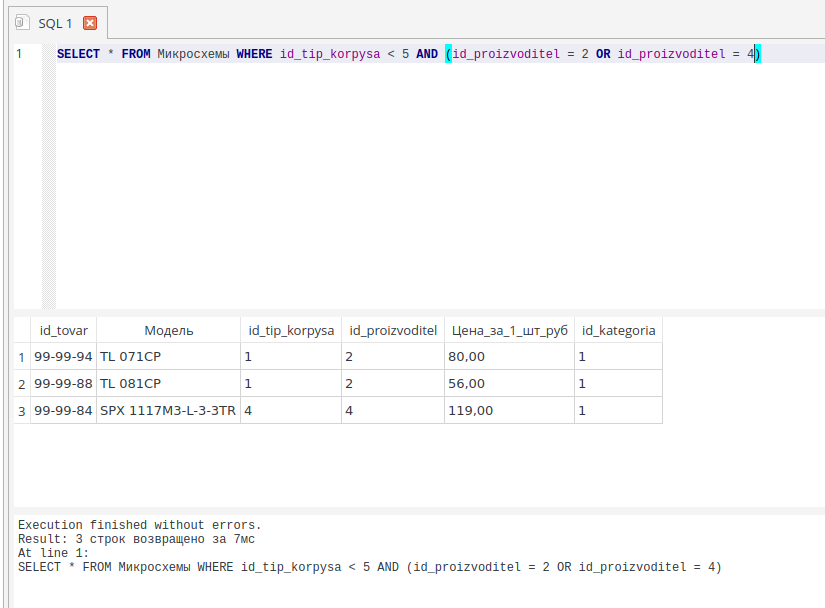 SQL 1
1 SELECT * FROM Микросхемы WHERE id_tip_korpysa < 5 AND (id_proizvoditel = 2 OR id_proizvoditel = 4)
id_tovar Модель id_tip_korpysa id_proizvoditel Цена_за_1_шт_руб id_kategoria
1 99-99-94 TL 071CP 1 2 80,00 1
2 99-99-88 TL 081CP 1 2 56,00 1
3 99-99-84 SPX 1117M3-L-3-3TR 4 4 119,00 1
Execution finished without errors.
Result: 3 строк возвращено за 7мс
At line 1:
SELECT * FROM Микросхемы WHERE id_tip_korpysa < 5 AND (id_proizvoditel = 2 OR id_proizvoditel = 4)